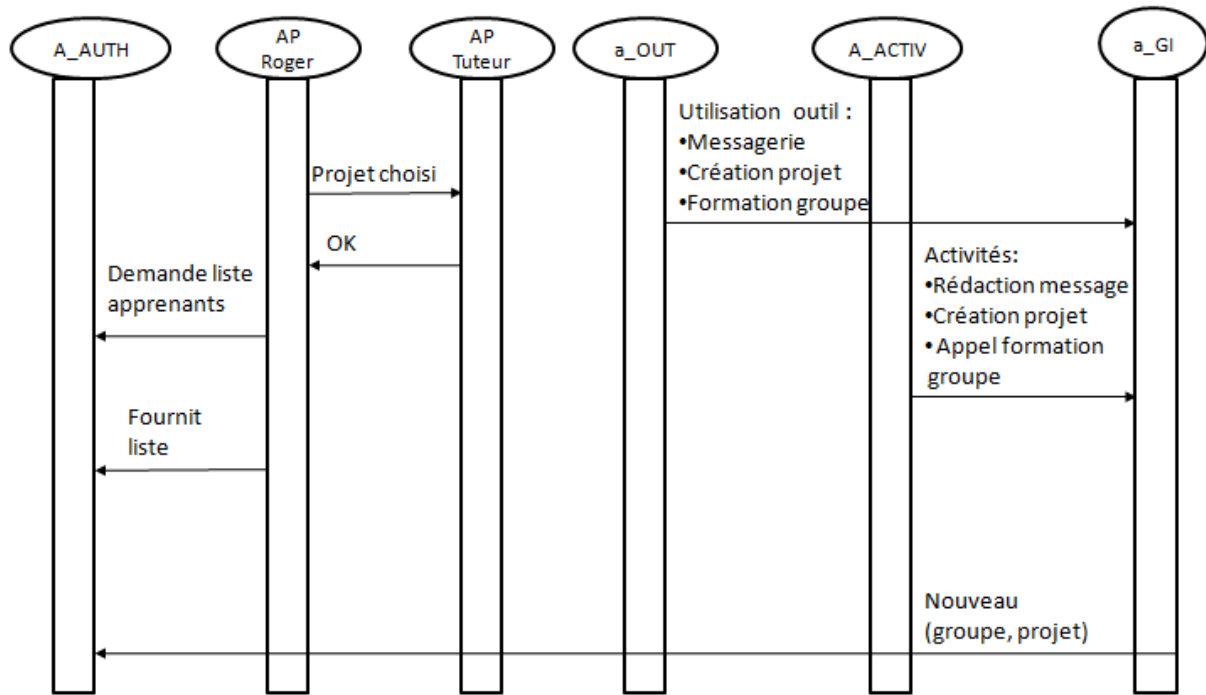 A_AUTH
AP
Roger
AP
Tuteur
a_OUT
A_ACTIV
a_GI
Utilisation outil :
•Messagerie
•Création projet
•Formation groupe
Projet choisi
OK
Demande liste
apprenants
Activités:
•Rédaction message
•Création projet
• Appel formation
groupe
Fournit
liste
Nouveau
(groupe, projet)